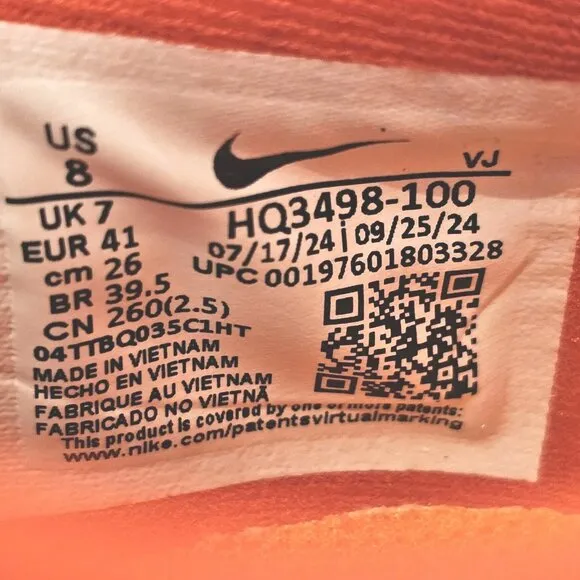 US
8
VJ
UK 7
EUR 41
cm 26
BR 39.5
CN 260(2.5)
HQ3498-100
07/17/24 | 09/25/24
UPC 00197601803328
04TTBQ035C1HT
MADE IN VIETNAM
HECHO EN VIETNAM
FABRIQUE AU VIETNAM
FABRICADO NO VIETNÃ
This product is covered by one or more patents:
www.nike.com/patentsvirtualmarking